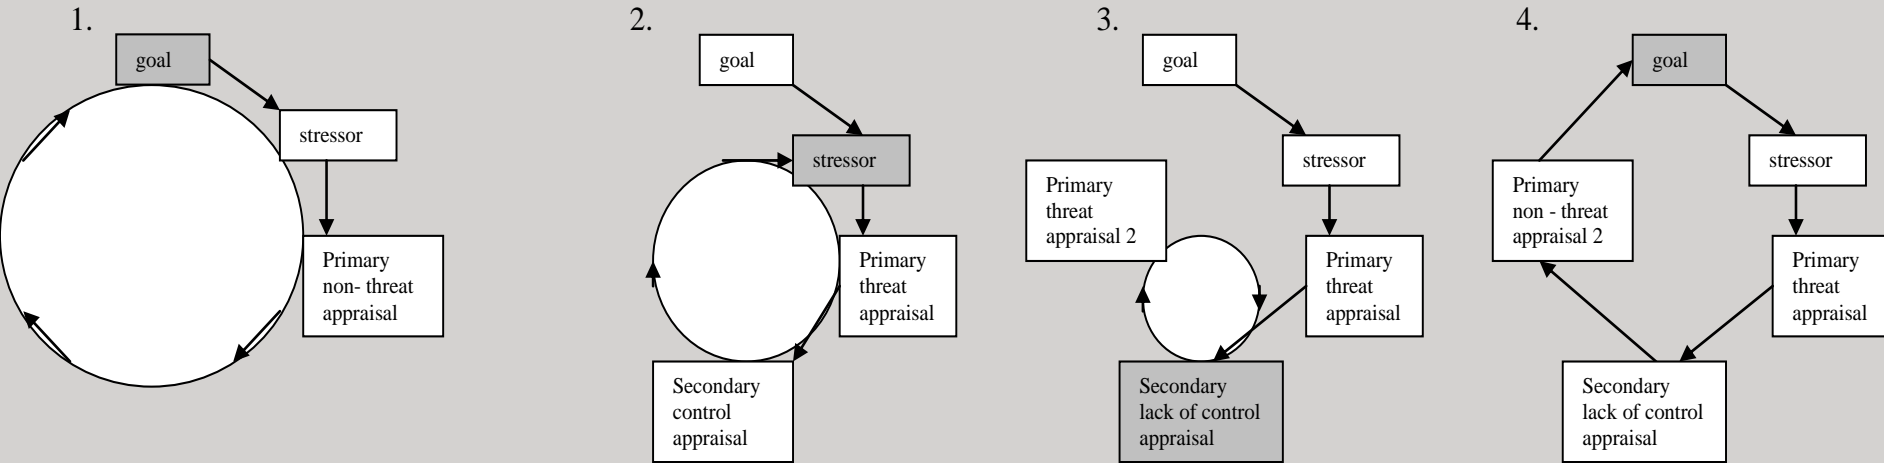 1.
goal
stressor
Primary
non- threat
appraisal
2.
goal
stressor
Primary
threat
appraisal
Secondary
control
appraisal
3.
goal
stressor
Primary
threat
appraisal 2
Primary
threat
appraisal
Secondary
lack of control
appraisal
4.
goal
stressor
Primary
non - threat
appraisal 2
Primary
threat
appraisal
Secondary
lack of control
appraisal